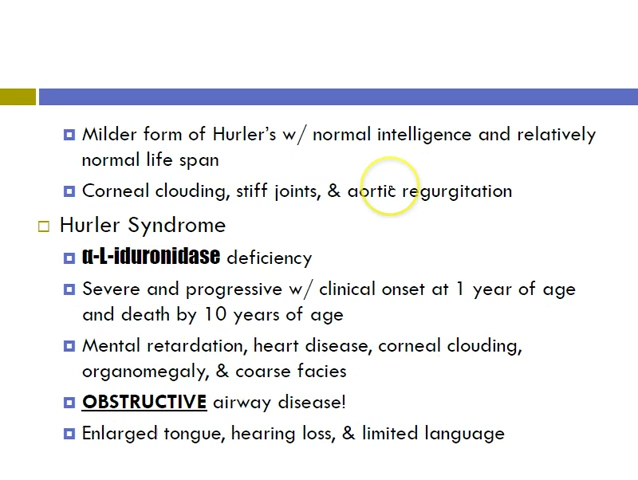 Milder form of Hurler's w/ normal intelligence and relatively
normal life span
Corneal clouding, stiff joints, & aortic regurgitation
Hurler Syndrome
α-L-iduronidase deficiency
Severe and progressive w/ clinical onset at 1 year of age
and death by 10 years of age
Mental retardation, heart disease, corneal clouding,
organomegaly, & coarse facies
OBSTRUCTIVE airway disease!
Enlarged tongue, hearing loss, & limited language